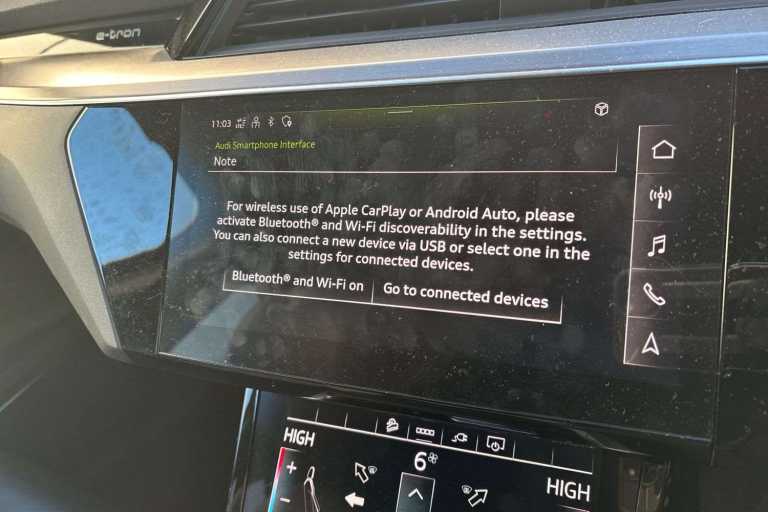 e-tron
11:03
Audi Smartphone Interface
Note
For wireless use of Apple CarPlay or Android Auto, please
activate Bluetooth® and Wi-Fi discoverability in the settings.
You can also connect a new device via USB or select one in the
settings for connected devices.
Bluetooth® and Wi-Fi on
Go to connected devices
HIGH
6
HIGH
+
−